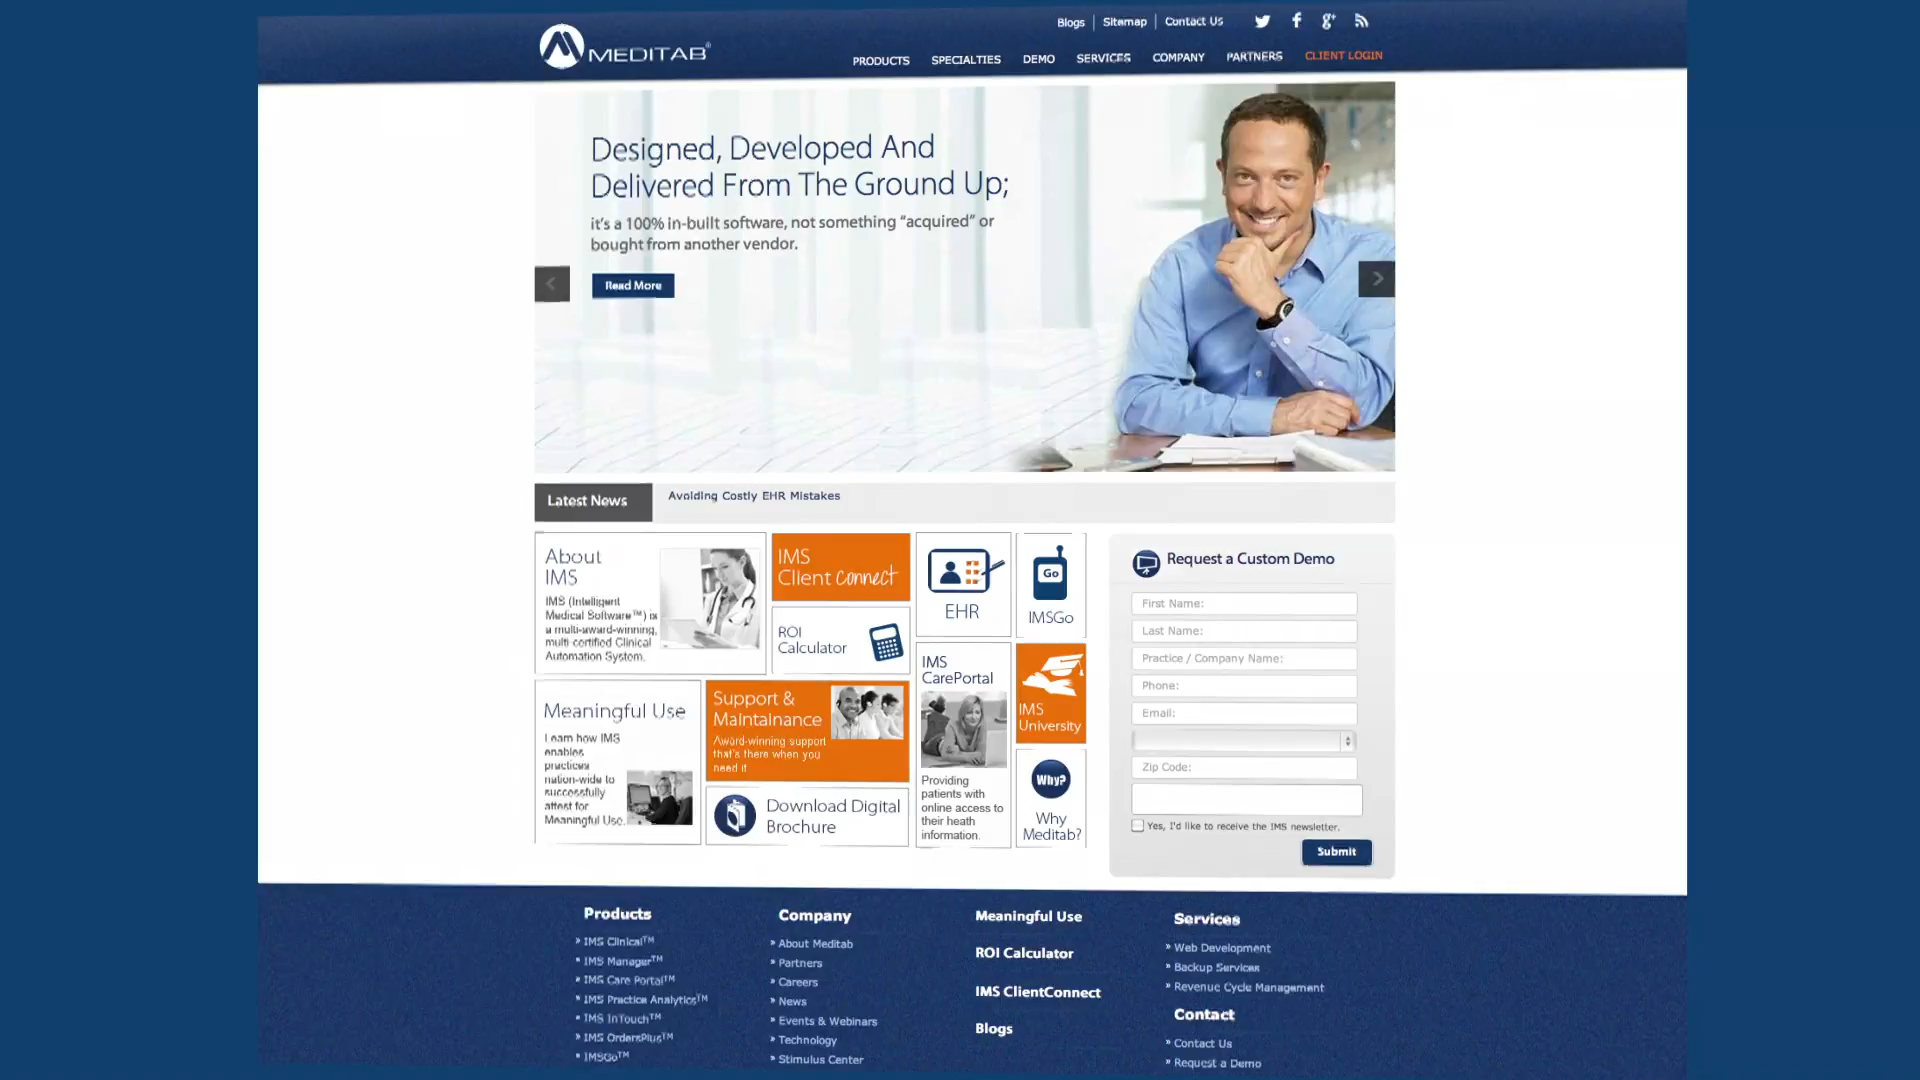 MEDITAB®
Blogs | Sitemap | Contact Us
PRODUCTS SPECIALTIES DEMO SERVICES COMPANY PARTNERS CLIENT LOGIN
Designed, Developed And
Delivered From The Ground Up;
it's a 100% in-built software, not something “acquired” or
bought from another vendor.
Read More
Latest News
Avoiding Costly EHR Mistakes
About
IMS
IMS (Intelligent
Medical Software™) is
a multi-award-winning,
multi certified Clinical
Automation System.
IMS
Client Connect
ROI
Calculator
EHR
Go
IMSGo
Meaningful Use
Learn how IMS
enables
practices
nation-wide to
successfully
attest for
Meaningful Use.
Support &
Maintainance
Award-winning support
that's there when you
need it
Download Digital
Brochure
IMS
CarePortal
Providing
patients with
online access to
their heath
information.
IMS
University
Why?
Why
Meditab?
Request a Custom Demo
First Name:
Last Name:
Practice / Company Name:
Phone:
Email:
Zip Code:
Yes, I'd like to receive the IMS newsletter.
Submit
Products
» IMS Clinical™
» IMS Manager™
» IMS Care Portal™
» IMS Practice Analytics™
» IMS InTouch™
» IMS OrdersPlus™
» IMSGo™
Company
» About Meditab
» Partners
» Careers
» News
» Events & Webinars
» Technology
» Stimulus Center
Meaningful Use
ROI Calculator
IMS ClientConnect
Blogs
Services
» Web Development
» Backup Services
» Revenue Cycle Management
Contact
» Contact Us
» Request a Demo